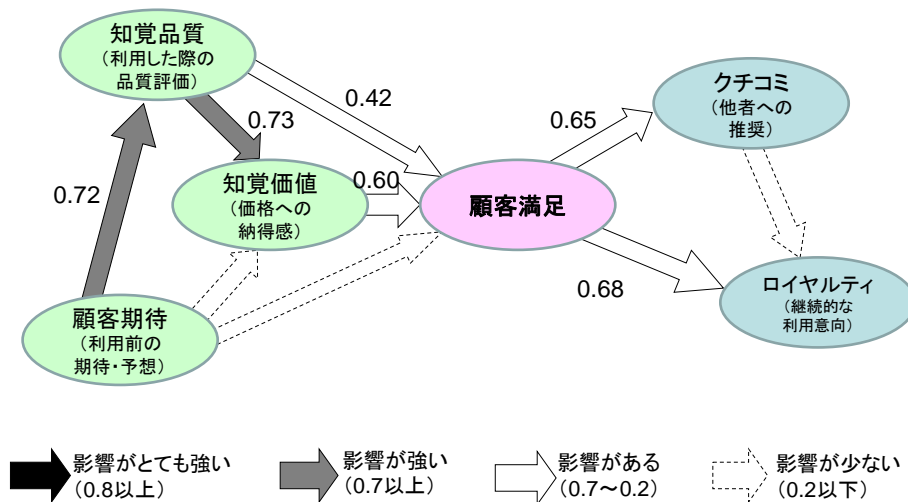 知覚品質
(利用した際の
品質評価)
クチコミ
(他者への
推奨)
0.42
0.65
0.73
0.72
知覚価値
(価格への
納得感)
0.60
顧客満足
0.68
ロイヤルティ
(継続的な
利用意向)
顧客期待
(利用前の
期待・予想)
影響がとても強い
(0.8以上)
影響が強い
(0.7以上)
影響がある
(0.7～0.2)
影響が少ない
(0.2以下)